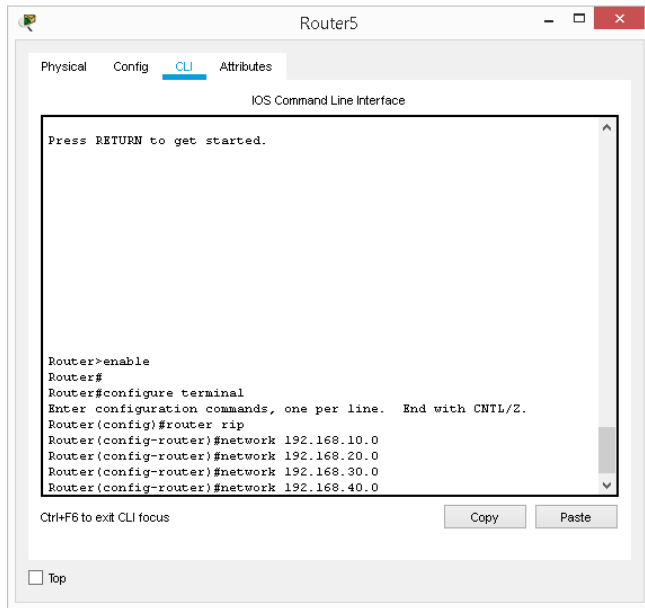 Router5
Physical Config CLI Attributes
IOS Command Line Interface
Press RETURN to get started.
Router>enable
Router#
Router#configure terminal
Enter configuration commands, one per line.  End with CNTL/Z.
Router(config)#router rip
Router(config-router)#network 192.168.10.0
Router(config-router)#network 192.168.20.0
Router(config-router)#network 192.168.30.0
Router(config-router)#network 192.168.40.0
Ctrl+F6 to exit CLI focus
Copy Paste
Top